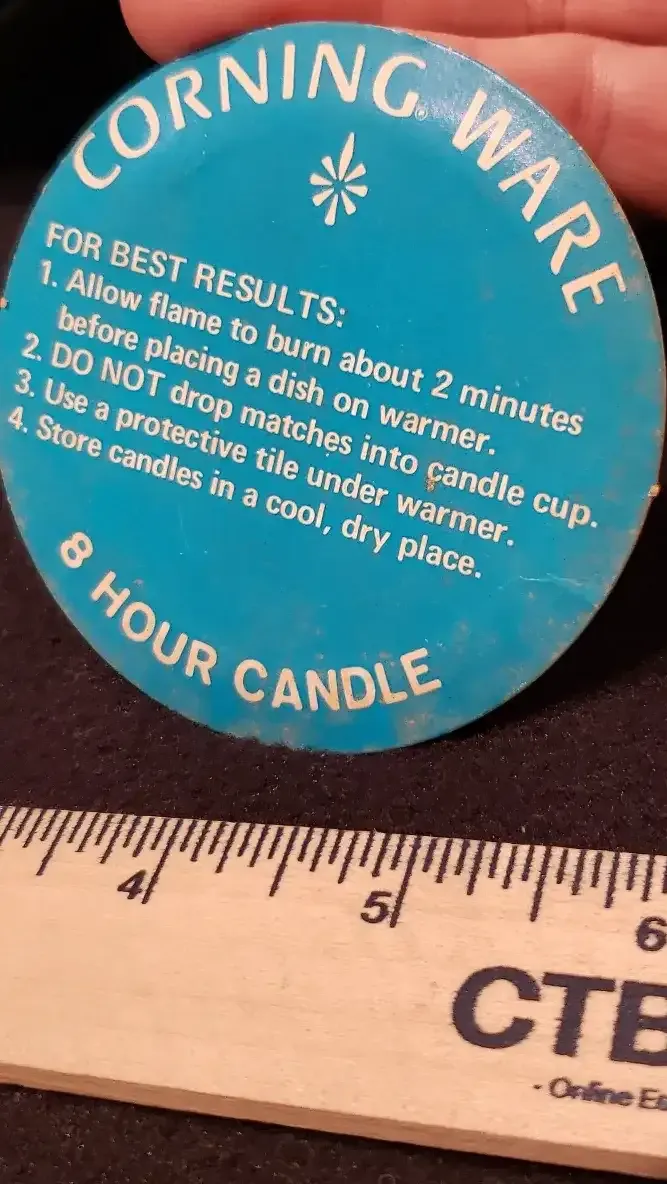 CORNING® WARE
FOR BEST RESULTS:
1. Allow flame to burn about 2 minutes
before placing a dish on warmer.
2. DO NOT drop matches into candle cup.
3. Use a protective tile under warmer.
4. Store candles in a cool, dry place.
8 HOUR CANDLE
4 5 6
CTB
- Online